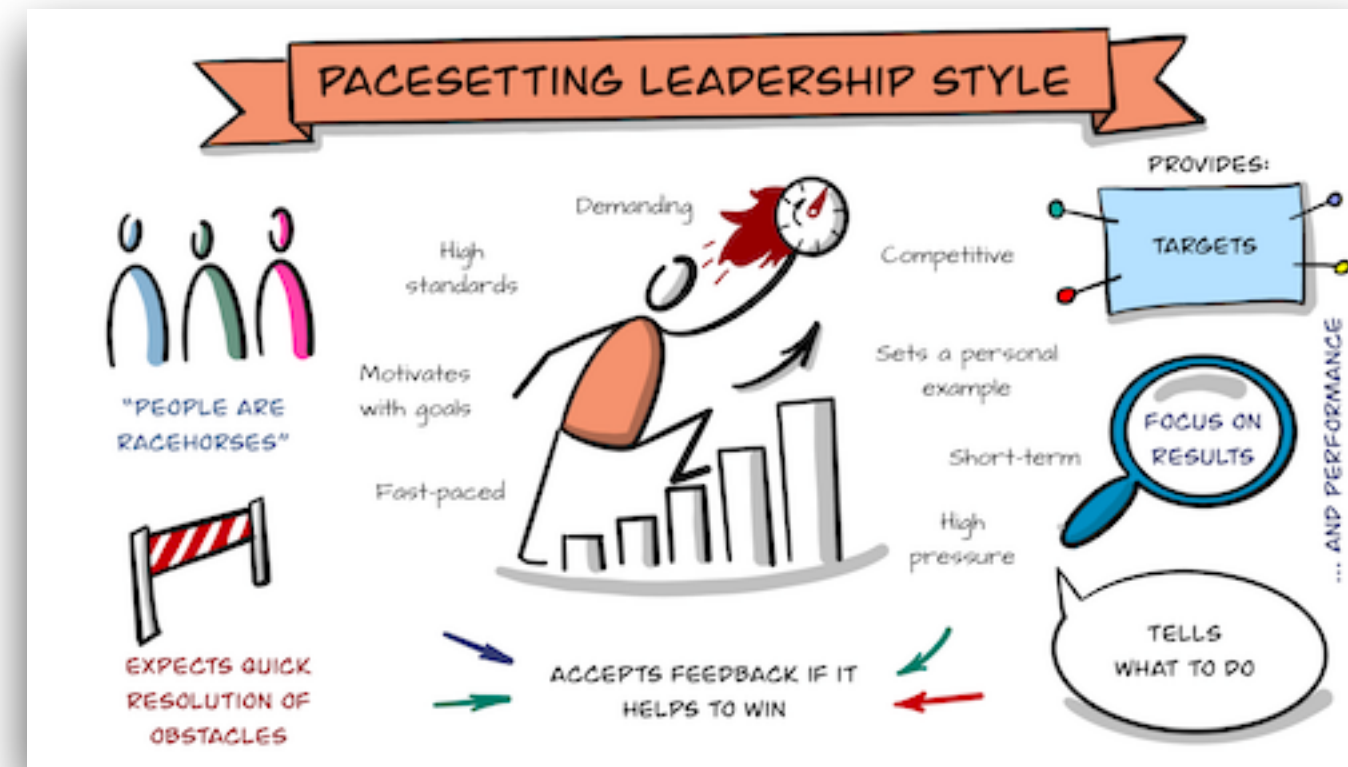 PACESETTING LEADERSHIP STYLE
"PEOPLE ARE
RACEHORSES"
EXPECTS QUICK
RESOLUTION OF
OBSTACLES
Demanding
High
standards
Motivates
with goals
Fast-paced
Competitive
Sets a personal
example
Short-term
High
pressure
ACCEPTS FEEDBACK IF IT
HELPS TO WIN
PROVIDES:
TARGETS
FOCUS ON
RESULTS
... AND PERFORMANCE
TELLS
WHAT TO DO